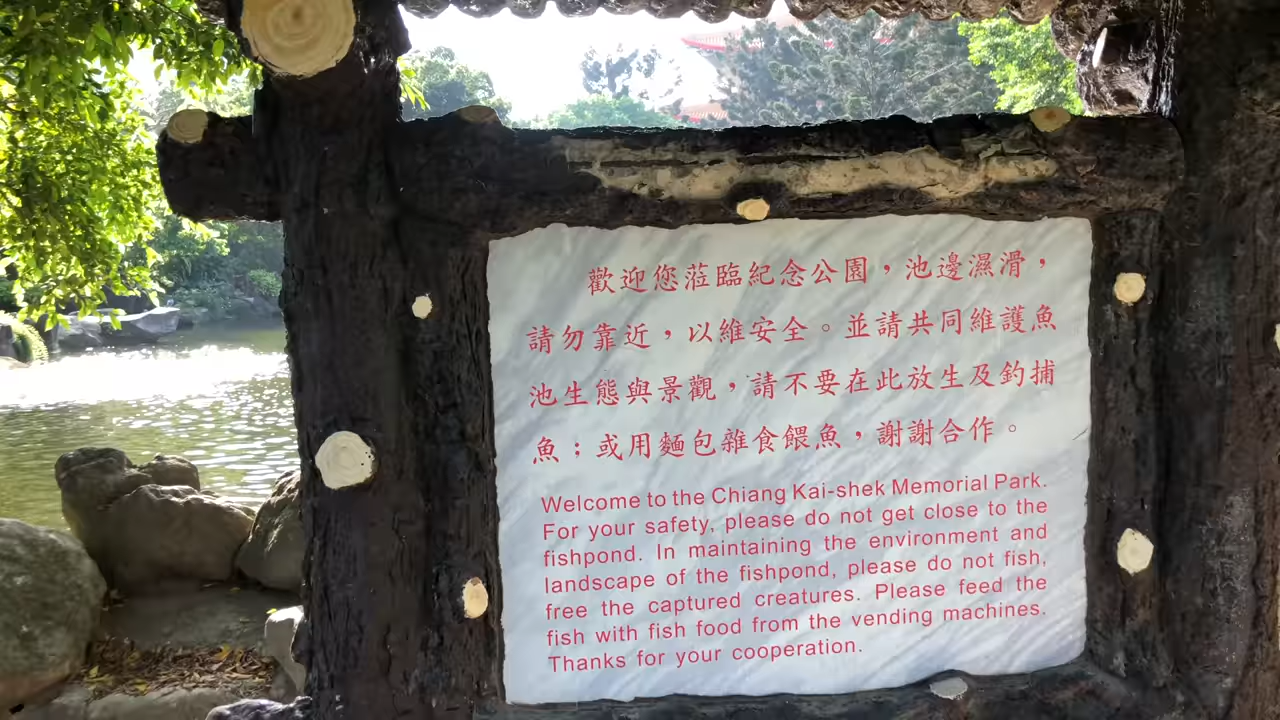 歡迎您蒞臨紀念公園，池邊濕滑，
請勿靠近，以維安全。並請共同維護魚
池生態與景觀，請不要在此放生及釣捕
魚；或用麵包雜食餵魚，謝謝合作。
Welcome to the Chiang Kai-shek Memorial Park.
For your safety, please do not get close to the
fishpond. In maintaining the environment and
landscape of the fishpond, please do not fish,
free the captured creatures. Please feed the
fish with fish food from the vending machines.
Thanks for your cooperation.